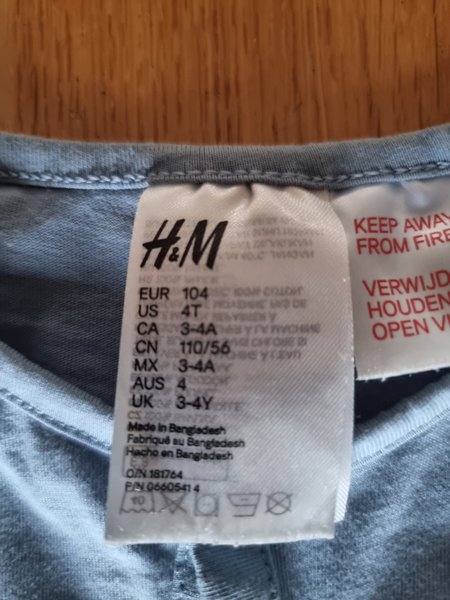 H&M
EUR 104
US 4T
CA 3-4A
CN 110/56
MX 3-4A
AUS 4
UK 3-4Y
Made in Bangladesh
Fabriqué au Bangladesh
Hecho en Bangladesh
O/N 181764
P/N 0660541 4
KEEP AWAY
FROM FIRE
VERWIJD
HOUDEN
OPEN V